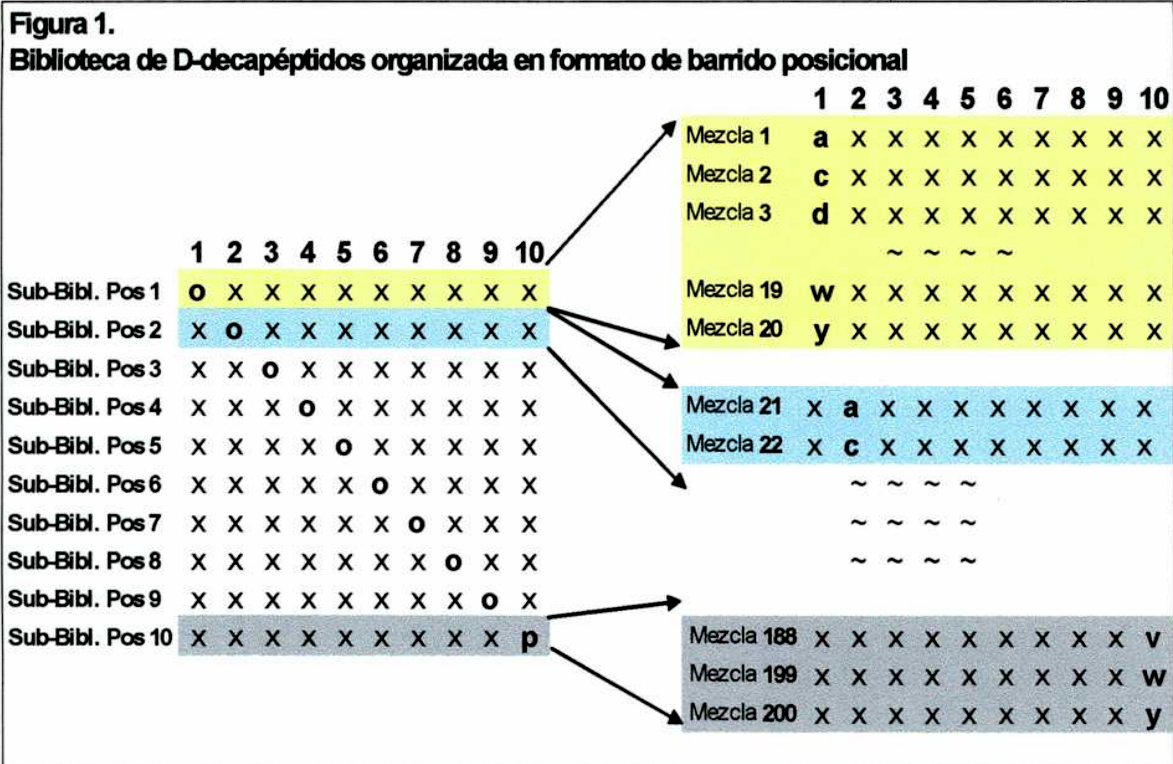 Figura 1.
Biblioteca de D-decapéptidos organizada en formato de barrido posicional
1 2 3 4 5 6 7 8 9 10
Sub-Bibl. Pos 1 o x x x x x x x x x
Sub-Bibl. Pos 2 x o x x x x x x x x
Sub-Bibl. Pos 3 x x o x x x x x x x
Sub-Bibl. Pos 4 x x x o x x x x x x
Sub-Bibl. Pos 5 x x x x o x x x x x
Sub-Bibl. Pos 6 x x x x x o x x x x
Sub-Bibl. Pos 7 x x x x x x o x x x
Sub-Bibl. Pos 8 x x x x x x x o x x
Sub-Bibl. Pos 9 x x x x x x x x o x
Sub-Bibl. Pos 10 x x x x x x x x x p
1 2 3 4 5 6 7 8 9 10
Mezcla 1 a x x x x x x x x x
Mezcla 2 c x x x x x x x x x
Mezcla 3 d x x x x x x x x x
~ ~ ~ ~
Mezcla 19 w x x x x x x x x x
Mezcla 20 y x x x x x x x x x
Mezcla 21 x a x x x x x x x x
Mezcla 22 x c x x x x x x x x
~ ~ ~ ~
~ ~ ~ ~
~ ~ ~ ~
Mezcla 188 x x x x x x x x x v
Mezcla 199 x x x x x x x x x w
Mezcla 200 x x x x x x x x x y